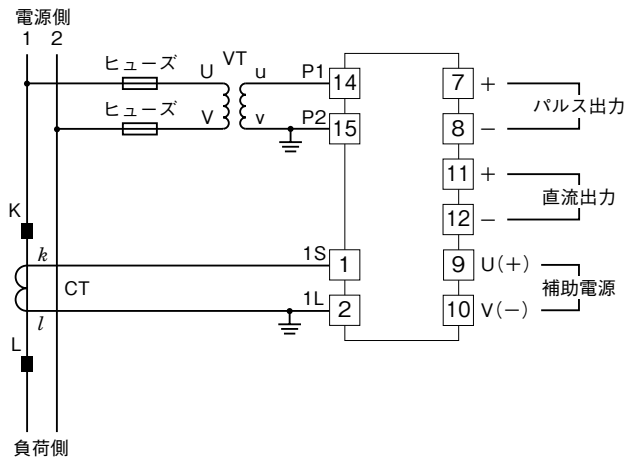 電源側
1 2
ヒューズ U VT u P1 14 7 +
パルス出力
ヒューズ V v P2 15 8 −
11 +
直流出力
12 −
K
k 1S 1 9 U(+)
CT 補助電源
l 1L 2 10 V(−)
L
負荷側